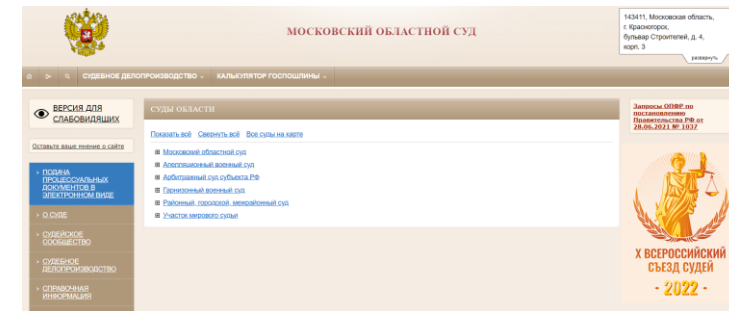 МОСКОВСКИЙ ОБЛАСТНОЙ СУД
143411, Московская область,
г. Красногорск,
бульвар Строителей, д. 4,
корп. 3
развернуть
СУДЕБНОЕ ДЕЛОПРОИЗВОДСТВО
КАЛЬКУЛЯТОР ГОСПОШЛИНЫ
ВЕРСИЯ ДЛЯ
СЛАБОВИДЯЩИХ
Оставьте ваше мнение о сайте
ПОДАЧА
ПРОЦЕССУАЛЬНЫХ
ДОКУМЕНТОВ В
ЭЛЕКТРОННОМ ВИДЕ
О СУДЕ
СУДЕЙСКОЕ
СООБЩЕСТВО
СУДЕБНОЕ
ДЕЛОПРОИЗВОДСТВО
СПРАВОЧНАЯ
ИНФОРМАЦИЯ
СУДЫ ОБЛАСТИ
Показать всё Свернуть всё Все суды на карте
Московский областной суд
Апелляционный военный суд
Арбитражный суд субъекта РФ
Гарнизонный военный суд
Районный, городской, межрайонный суд
Участок мирового судьи
Запросы ОПФР по
постановлению
Правительства РФ от
28.06.2021 № 1037
X ВСЕРОССИЙСКИЙ
СЪЕЗД СУДЕЙ
- 2022 -